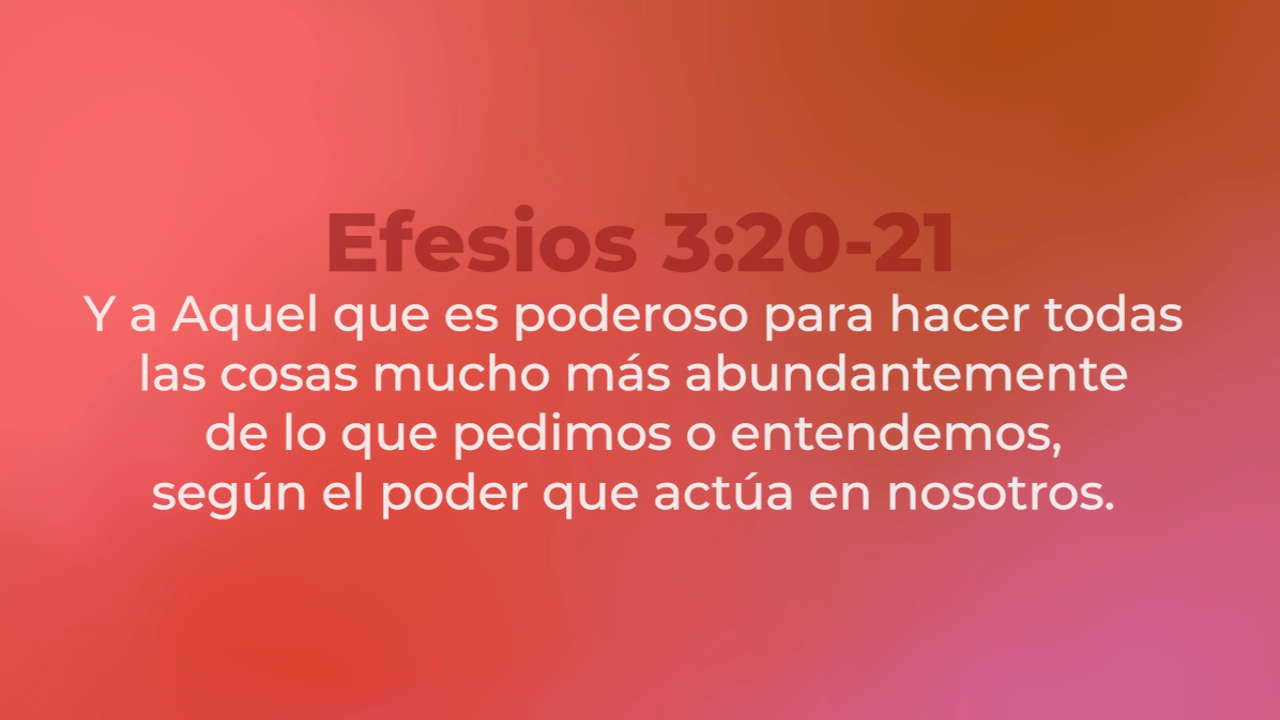 Efesios 3:20-21
Y a Aquel que es poderoso para hacer todas
las cosas mucho más abundantemente
de lo que pedimos o entendemos,
según el poder que actúa en nosotros.